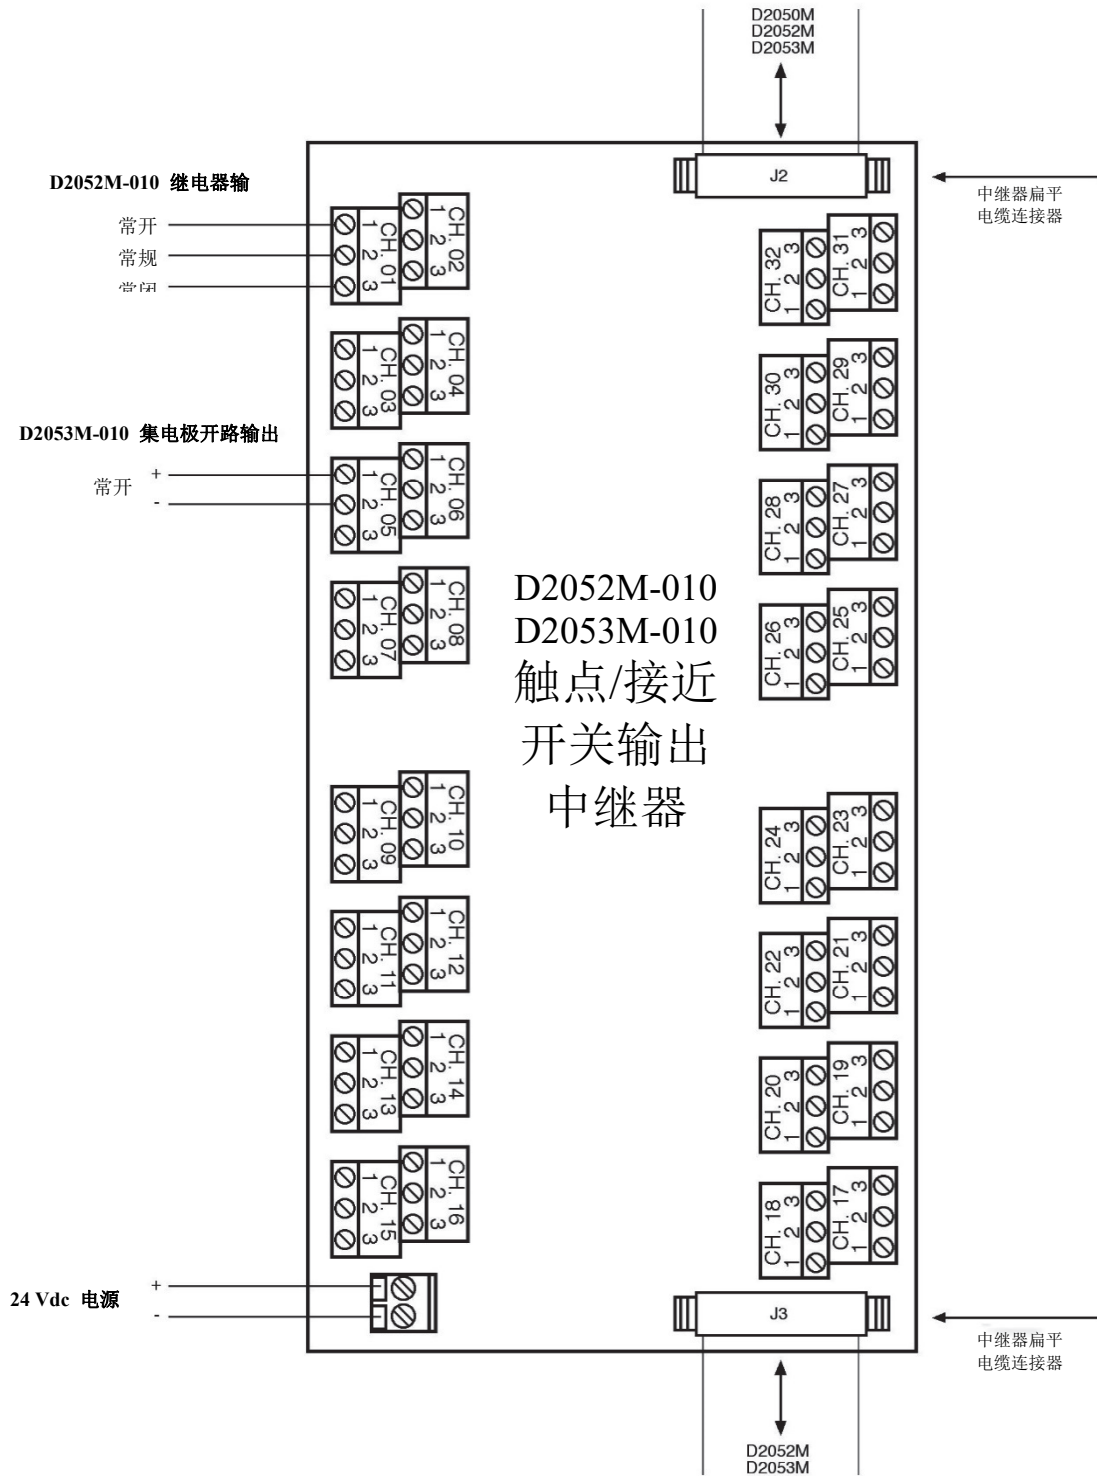 D2050M
D2052M
D2053M
J2
中继器扁平
电缆连接器
D2052M-010 继电器输
常开
常规
常闭
1 2 3 CH. 01
1 2 3 CH. 02
CH. 32 1 2 3
CH. 31 1 2 3
1 2 3 CH. 03
1 2 3 CH. 04
CH. 30 1 2 3
CH. 29 1 2 3
D2053M-010 集电极开路输出
+
常开
-
1 2 3 CH. 05
1 2 3 CH. 06
CH. 28 1 2 3
CH. 27 1 2 3
1 2 3 CH. 07
1 2 3 CH. 08
CH. 26 1 2 3
CH. 25 1 2 3
D2052M-010
D2053M-010
触点/接近
开关输出
中继器
1 2 3 CH. 09
1 2 3 CH. 10
CH. 24 1 2 3
CH. 23 1 2 3
1 2 3 CH. 11
1 2 3 CH. 12
CH. 22 1 2 3
CH. 21 1 2 3
1 2 3 CH. 13
1 2 3 CH. 14
CH. 20 1 2 3
CH. 19 1 2 3
1 2 3 CH. 15
1 2 3 CH. 16
CH. 18 1 2 3
CH. 17 1 2 3
+
24 Vdc 电源
-
J3
中继器扁平
电缆连接器
D2052M
D2053M